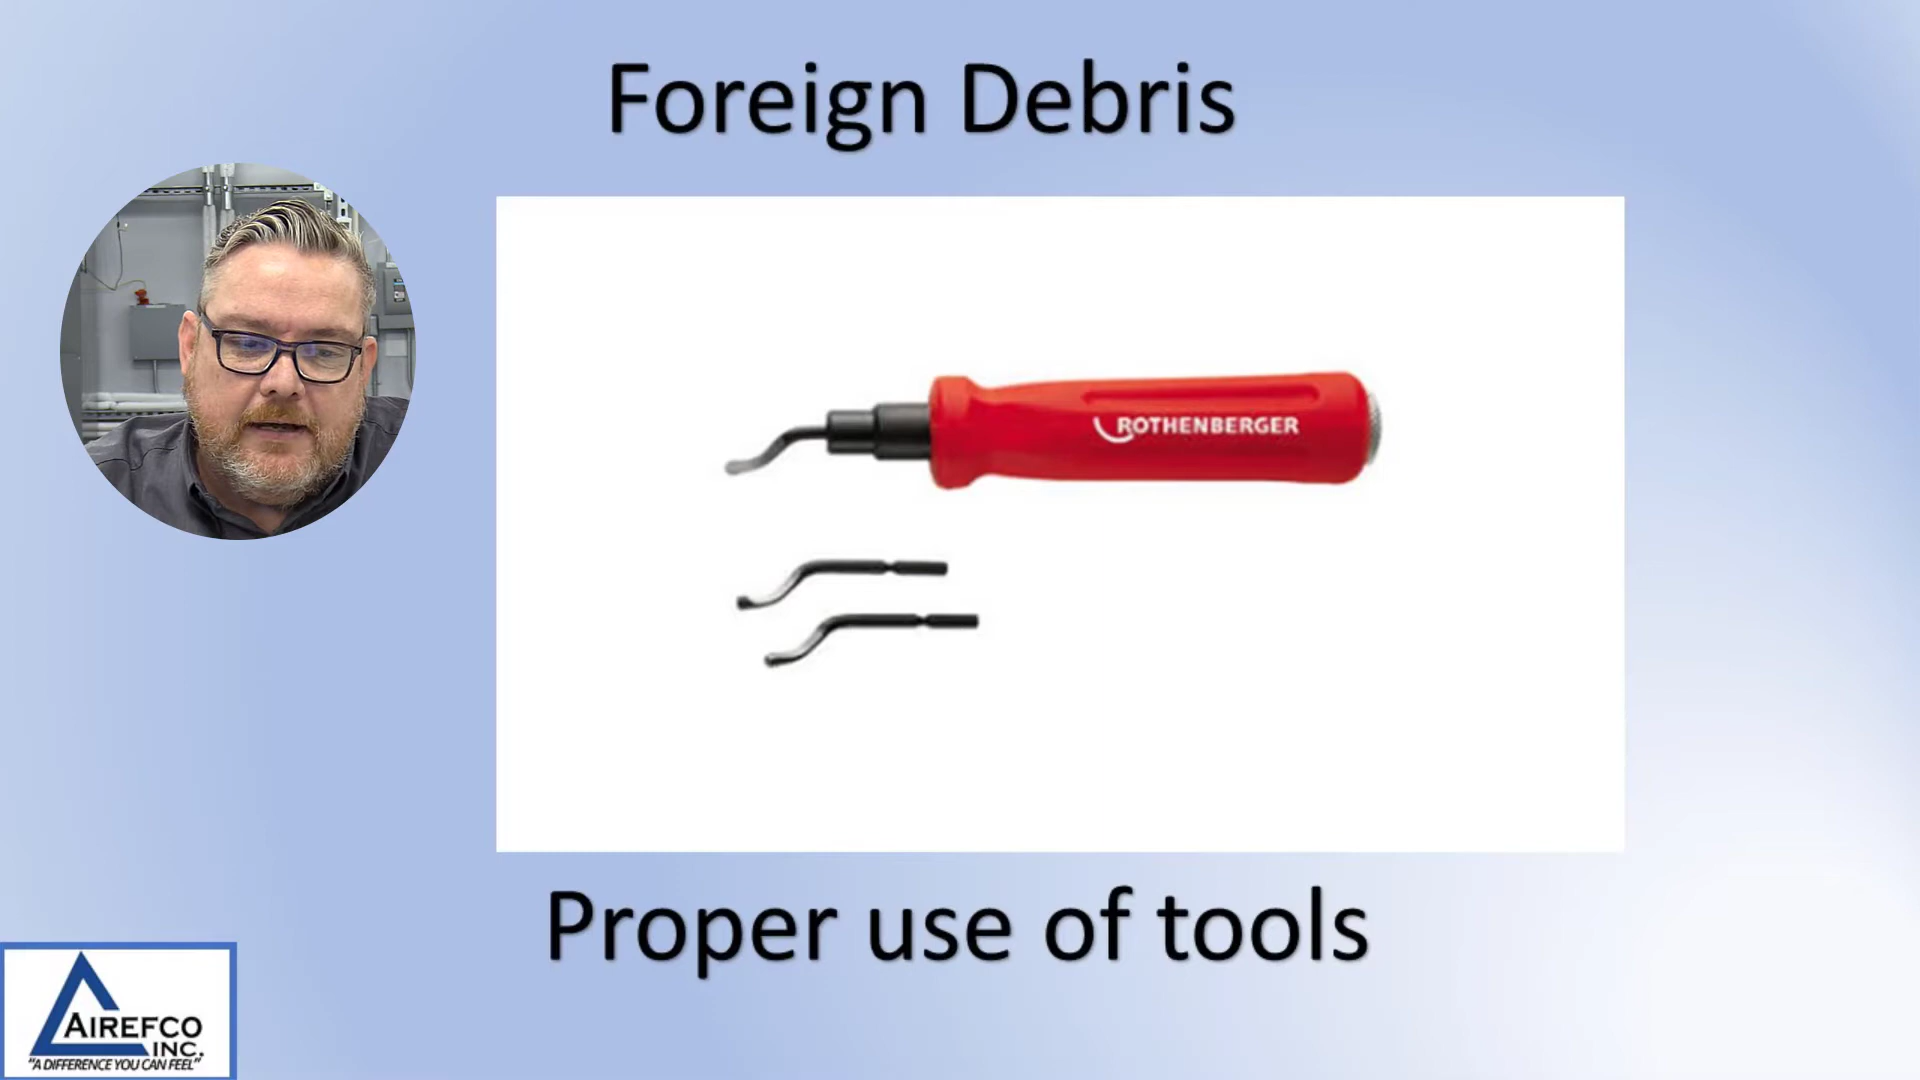 Foreign Debris
ROTHENBERGER
Proper use of tools
AIREFCO
INC.
"A DIFFERENCE YOU CAN FEEL"